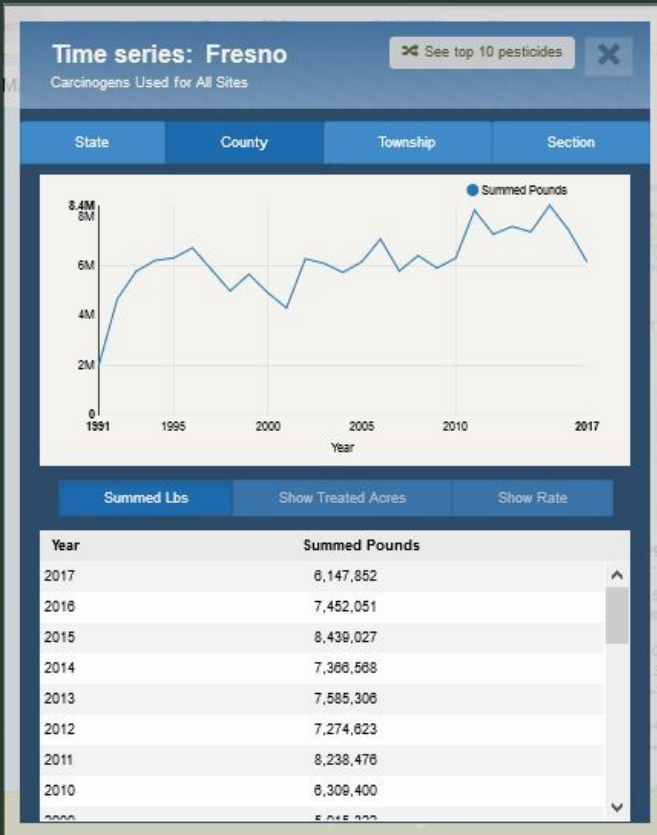 Time series: Fresno
See top 10 pesticides
Carcinogens Used for All Sites
State County Township Section
Summed Pounds
8.4M
8M
6M
4M
2M
0
1991 1995 2000 2005 2010 2017
Year
Summed Lbs Show Treated Acres Show Rate
Year Summed Pounds
2017 6,147,852
2016 7,452,051
2015 8,439,027
2014 7,366,568
2013 7,585,306
2012 7,274,623
2011 8,238,476
2010 6,309,400